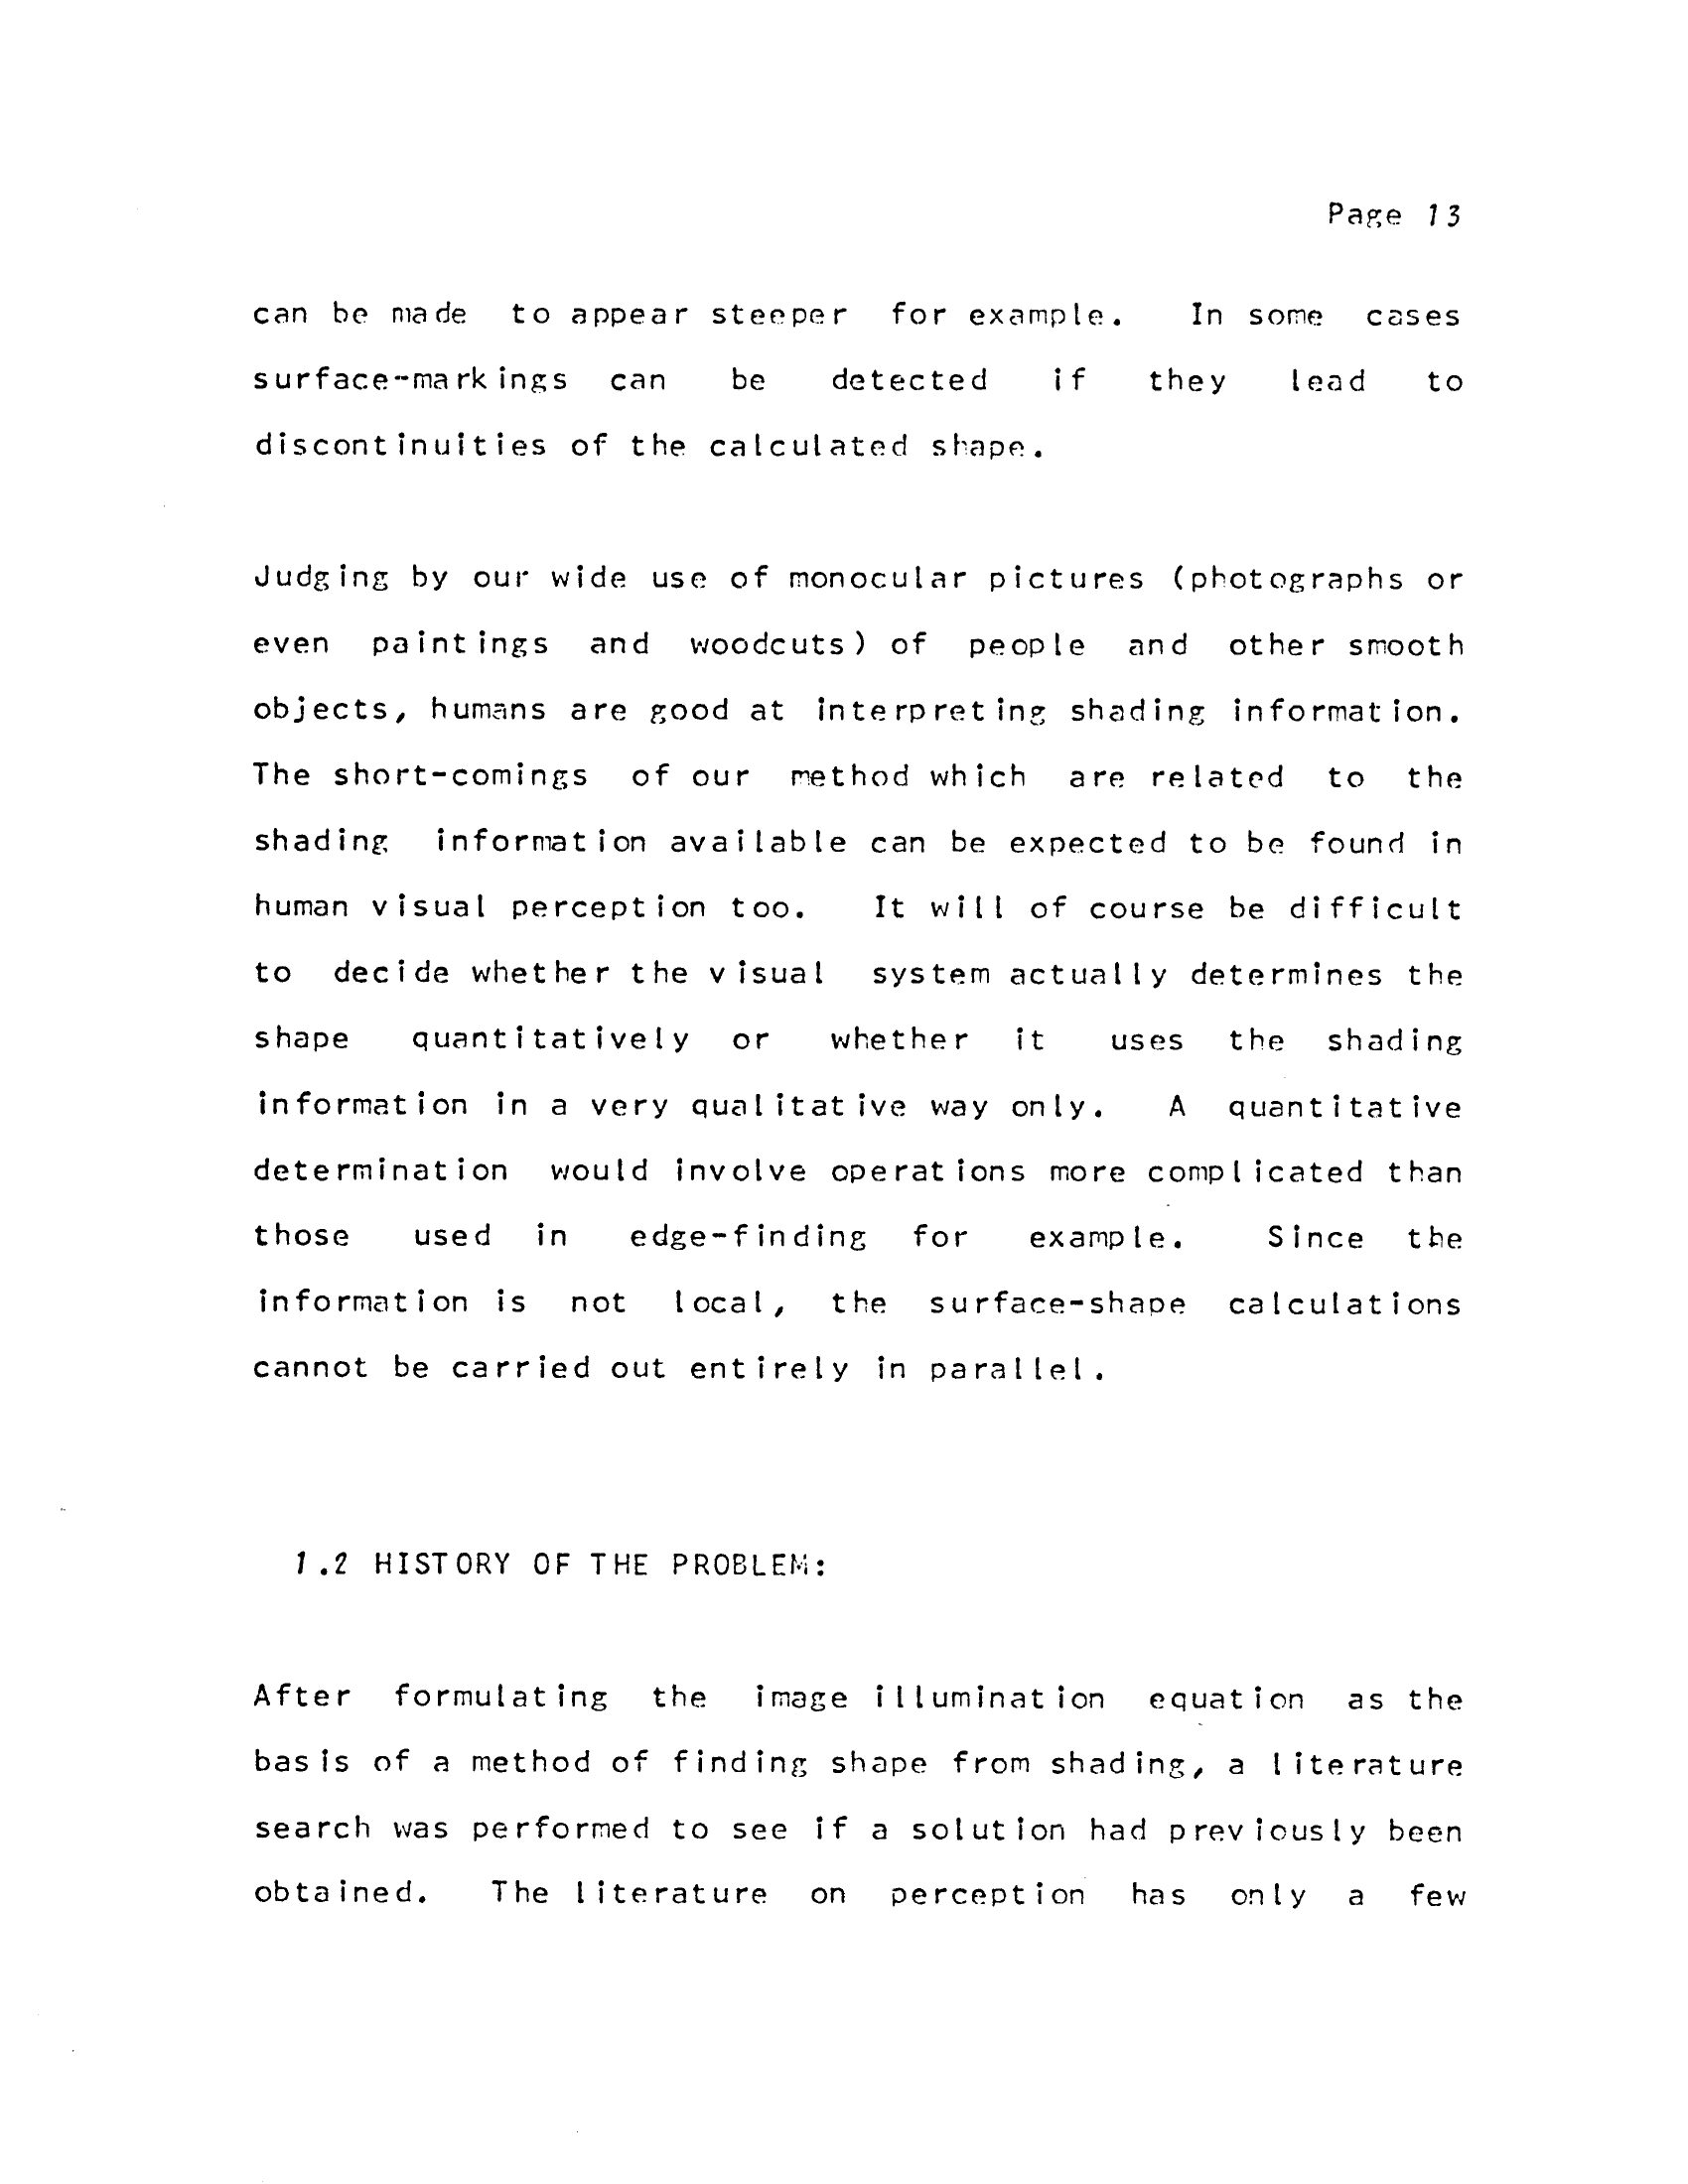 Page 13
can be made to appear steeper for example. In some cases
surface-markings can be detected if they lead to
discontinuities of the calculated shape.
Judging by our wide use of monocular pictures (photographs or
even paintings and woodcuts) of people and other smooth
objects, humans are good at interpreting shading information.
The short-comings of our method which are related to the
shading information available can be expected to be found in
human visual perception too. It will of course be difficult
to decide whether the visual system actually determines the
shape quantitatively or whether it uses the shading
information in a very qualitative way only. A quantitative
determination would involve operations more complicated than
those used in edge-finding for example. Since the
information is not local, the surface-shape calculations
cannot be carried out entirely in parallel.
1.2 HISTORY OF THE PROBLEM:
After formulating the image illumination equation as the
basis of a method of finding shape from shading, a literature
search was performed to see if a solution had previously been
obtained. The literature on perception has only a few